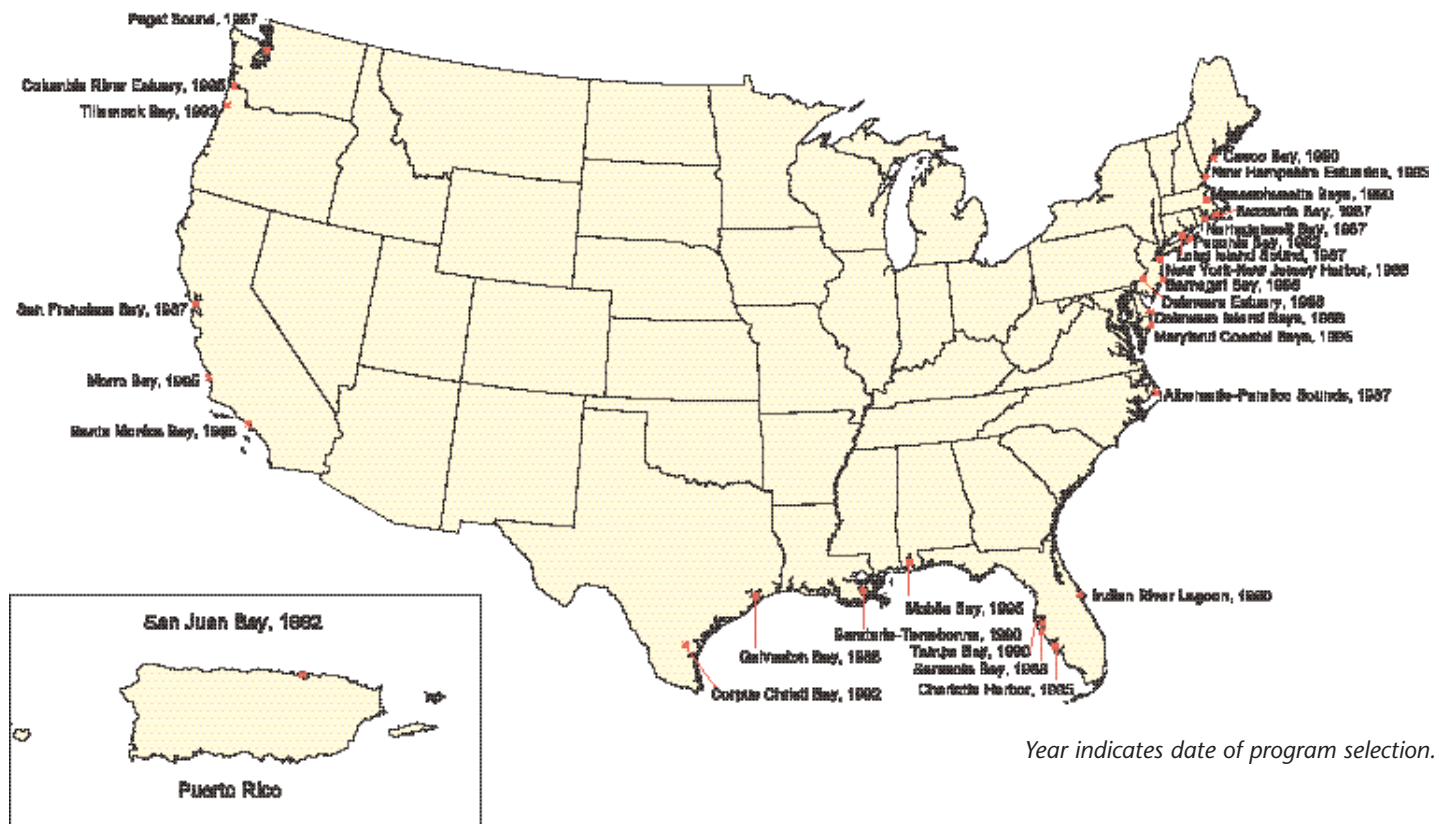 Puget Sound, 1987
Columbia River Estuary, 1995
Tillamook Bay, 1992
San Francisco Bay, 1987
Morro Bay, 1995
Santa Monica Bay, 1988
Casco Bay, 1990
New Hampshire Estuaries, 1995
Massachusetts Bays, 1990
Buzzards Bay, 1987
Narragansett Bay, 1987
Peconic Bay, 1992
Long Island Sound, 1987
New York-New Jersey Harbor, 1988
Barnegat Bay, 1995
Delaware Estuary, 1988
Delaware Inland Bays, 1988
Maryland Coastal Bays, 1995
Albemarle-Pamlico Sounds, 1987
Indian River Lagoon, 1990
Mobile Bay, 1995
Barataria-Terrebonne, 1990
Tampa Bay, 1990
Galveston Bay, 1988
Sarasota Bay, 1988
Charlotte Harbor, 1995
Corpus Christi Bay, 1992
San Juan Bay, 1992
Puerto Rico
Year indicates date of program selection.